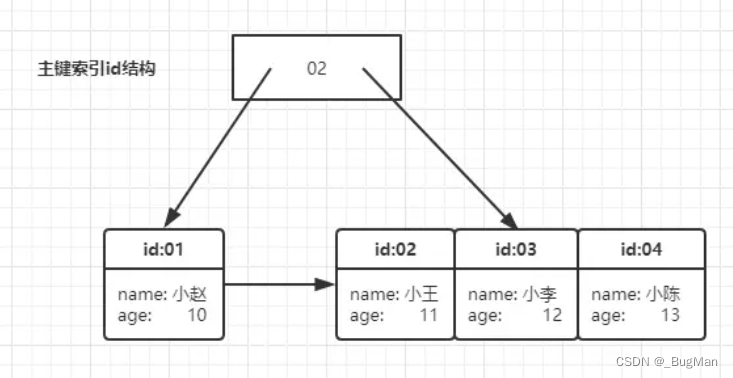 主键索引id结构
02
id:01
name: 小赵
age: 10
id:02
name: 小王
age: 11
id:03
name: 小李
age: 12
id:04
name: 小陈
age: 13
CSDN @_BugMan